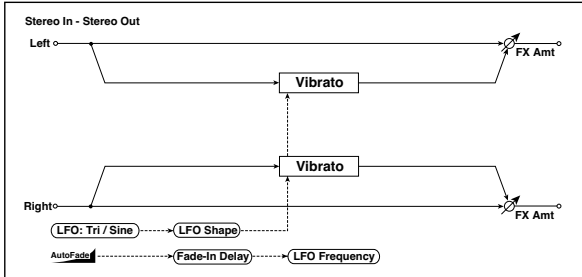 Stereo In - Stereo Out
Left
FX Amt
Vibrato
Vibrato
Right
FX Amt
LFO: Tri / Sine
LFO Shape
AutoFade
Fade-In Delay
LFO Frequency